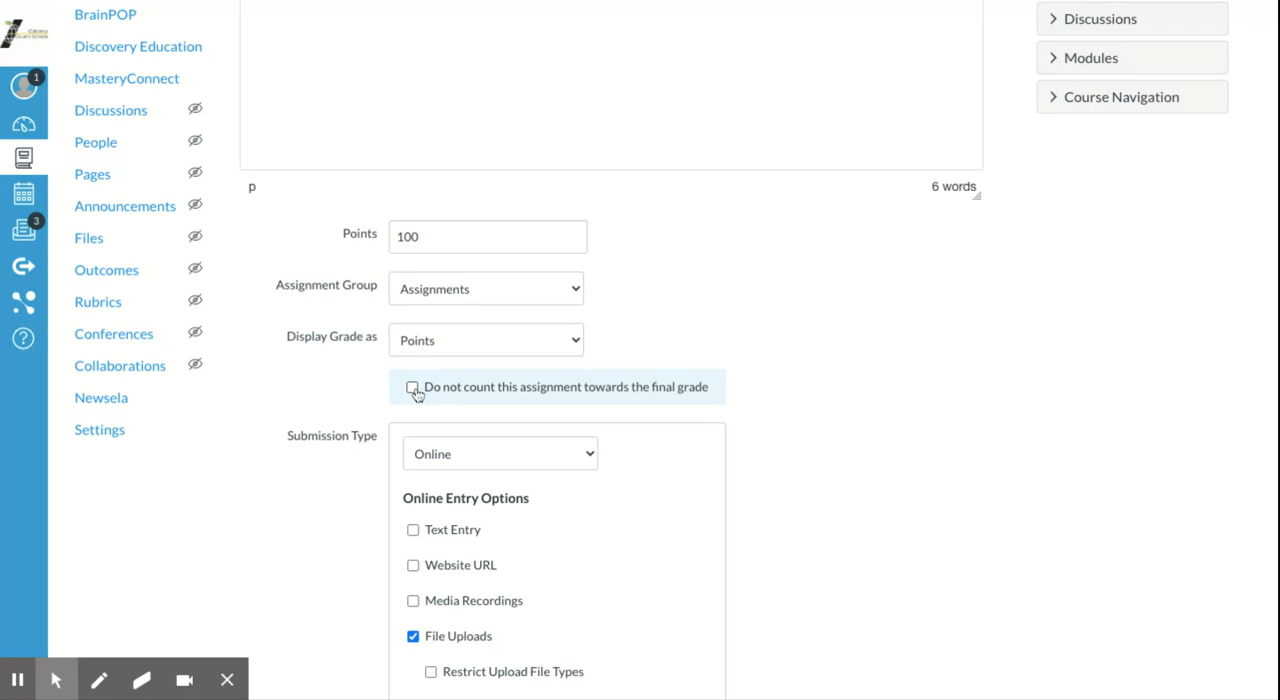 BrainPOP
Discovery Education
MasteryConnect
Discussions
People
Pages
Announcements
Files
Outcomes
Rubrics
Conferences
Collaborations
Newsela
Settings
1
3
p
6 words
Points
100
Assignment Group
Assignments
Display Grade as
Points
Do not count this assignment towards the final grade
Submission Type
Online
Online Entry Options
Text Entry
Website URL
Media Recordings
File Uploads
Restrict Upload File Types
Discussions
Modules
Course Navigation